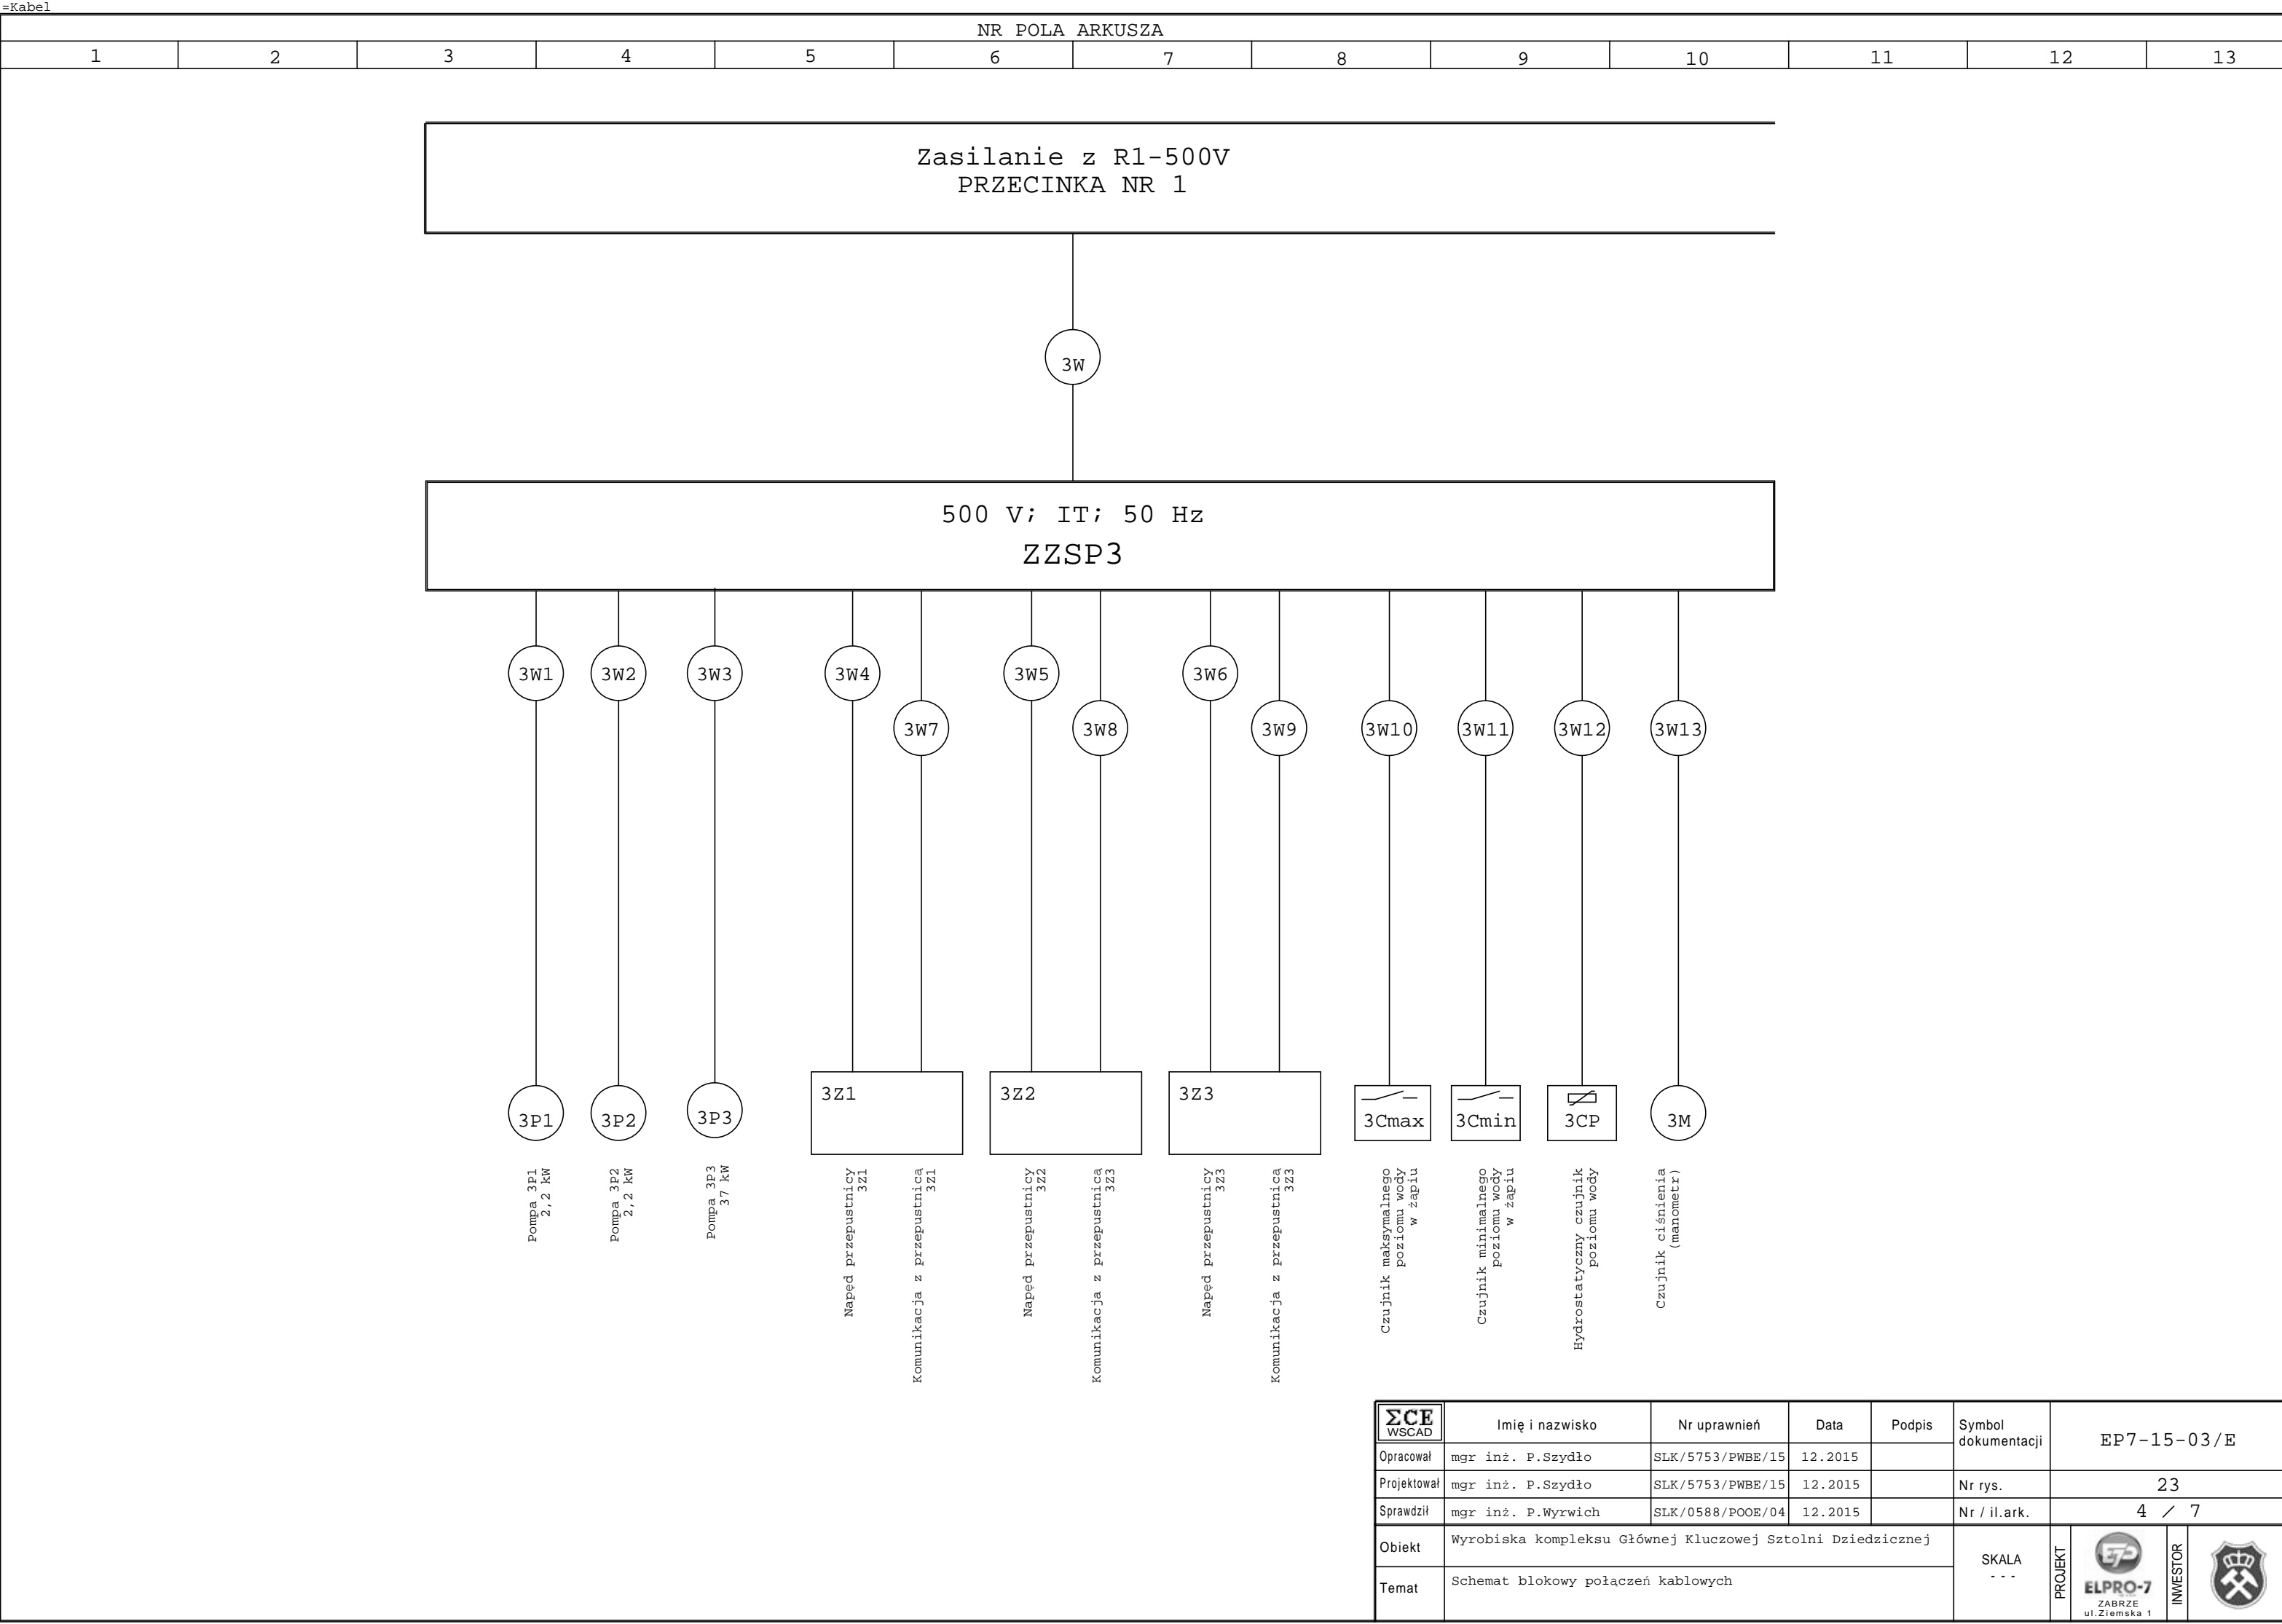 =Kabel
NR POLA ARKUSZA
1 2 3 4 5 6 7 8 9 10 11 12 13
Zasilanie z R1-500V
PRZECINKA NR 1
3W
500 V; IT; 50 Hz
ZZSP3
3W1 3W2 3W3 3W4 3W5 3W6
3W7 3W8 3W9 3W10 3W11 3W12 3W13
3P1 3P2 3P3 3Z1 3Z2 3Z3 3Cmax 3Cmin 3CP 3M
Pompa 3P1
2,2 kW
Pompa 3P2
2,2 kW
Pompa 3P3
37 kW
Napęd przepustnicy
3Z1
Komunikacja z przepustnicą
3Z1
Napęd przepustnicy
3Z2
Komunikacja z przepustnicą
3Z3
Napęd przepustnicy
3Z3
Komunikacja z przepustnicą
3Z3
Czujnik maksymalnego
poziomu wody
w żąpiu
Czujnik minimalnego
poziomu wody
w żąpiu
Hydrostatyczny czujnik
poziomu wody
Czujnik ciśnienia
(manometr)
ΣCE
WSCAD
Imię i nazwisko
Nr uprawnień
Data
Podpis
Symbol
dokumentacji
EP7-15-03/E
Opracował mgr inż. P.Szydło SLK/5753/PWBE/15 12.2015
Projektował mgr inż. P.Szydło SLK/5753/PWBE/15 12.2015 Nr rys. 23
Sprawdził mgr inż. P.Wyrwich SLK/0588/POOE/04 12.2015 Nr / il.ark. 4 / 7
Obiekt Wyrobiska kompleksu Głównej Kluczowej Sztolni Dziedzicznej
Temat Schemat blokowy połączeń kablowych
SKALA
- - -
PROJEKT
EP
ELPRO-7
ZABRZE
ul.Ziemska 1
INWESTOR